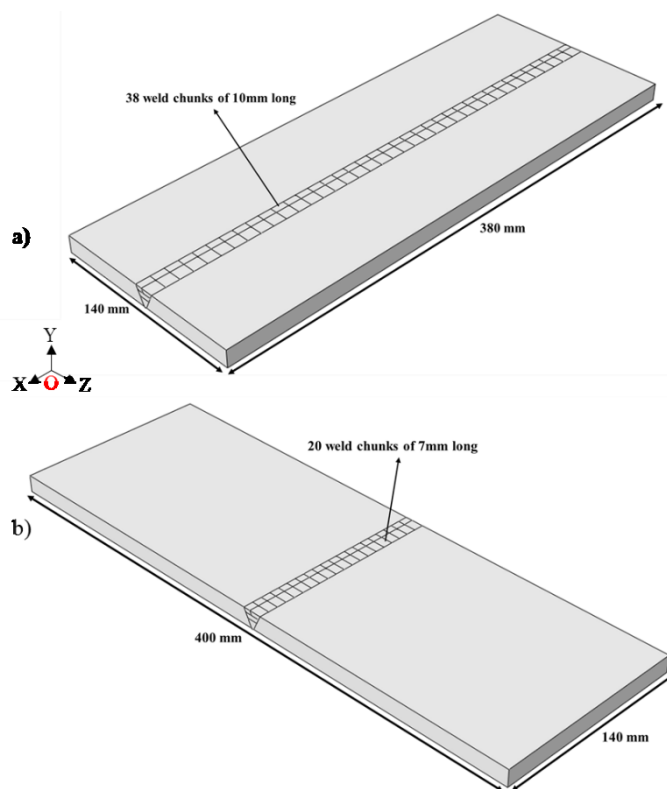 38 weld chunks of 10mm long
a)
380 mm
140 mm
Y
X O Z
20 weld chunks of 7mm long
b)
400 mm
140 mm